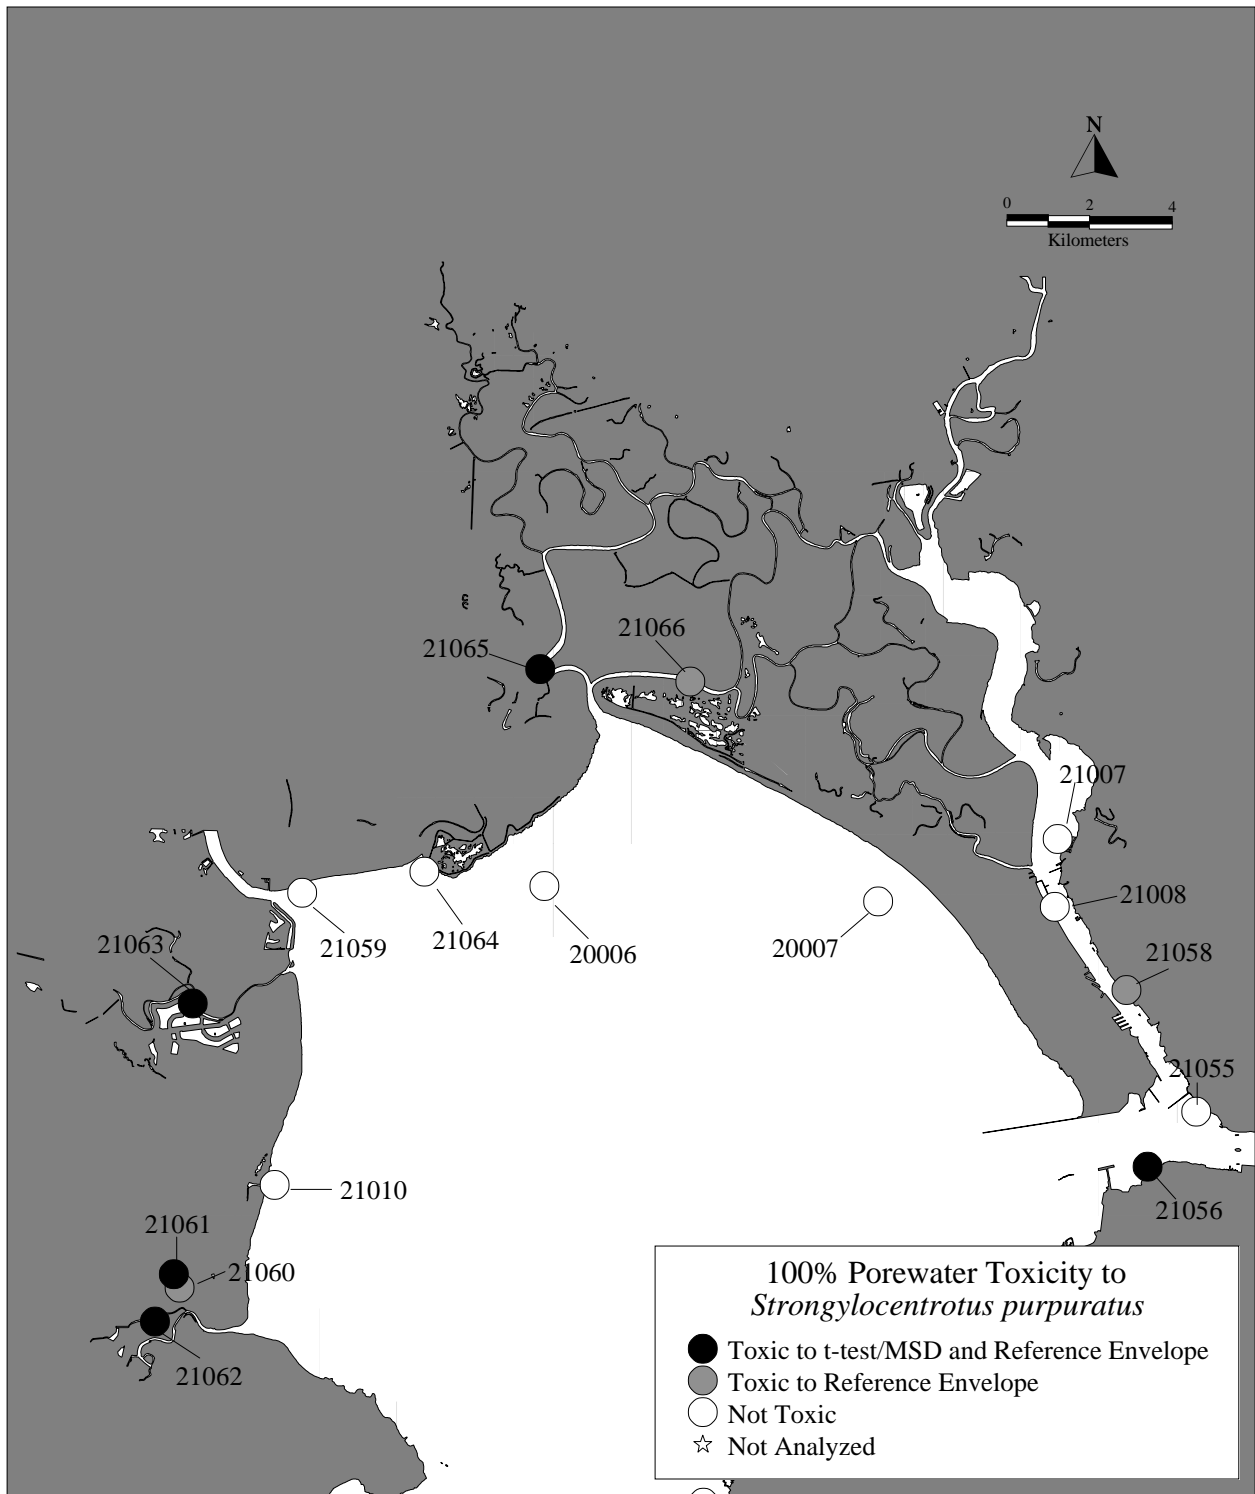 N
0 2 4
Kilometers
21066
21065
21007
21008
21063
21059
21064
20006
20007
21058
21055
21010
21056
21061
21060
21062
100% Porewater Toxicity to
Strongylocentrotus purpuratus
Toxic to t-test/MSD and Reference Envelope
Toxic to Reference Envelope
Not Toxic
Not Analyzed